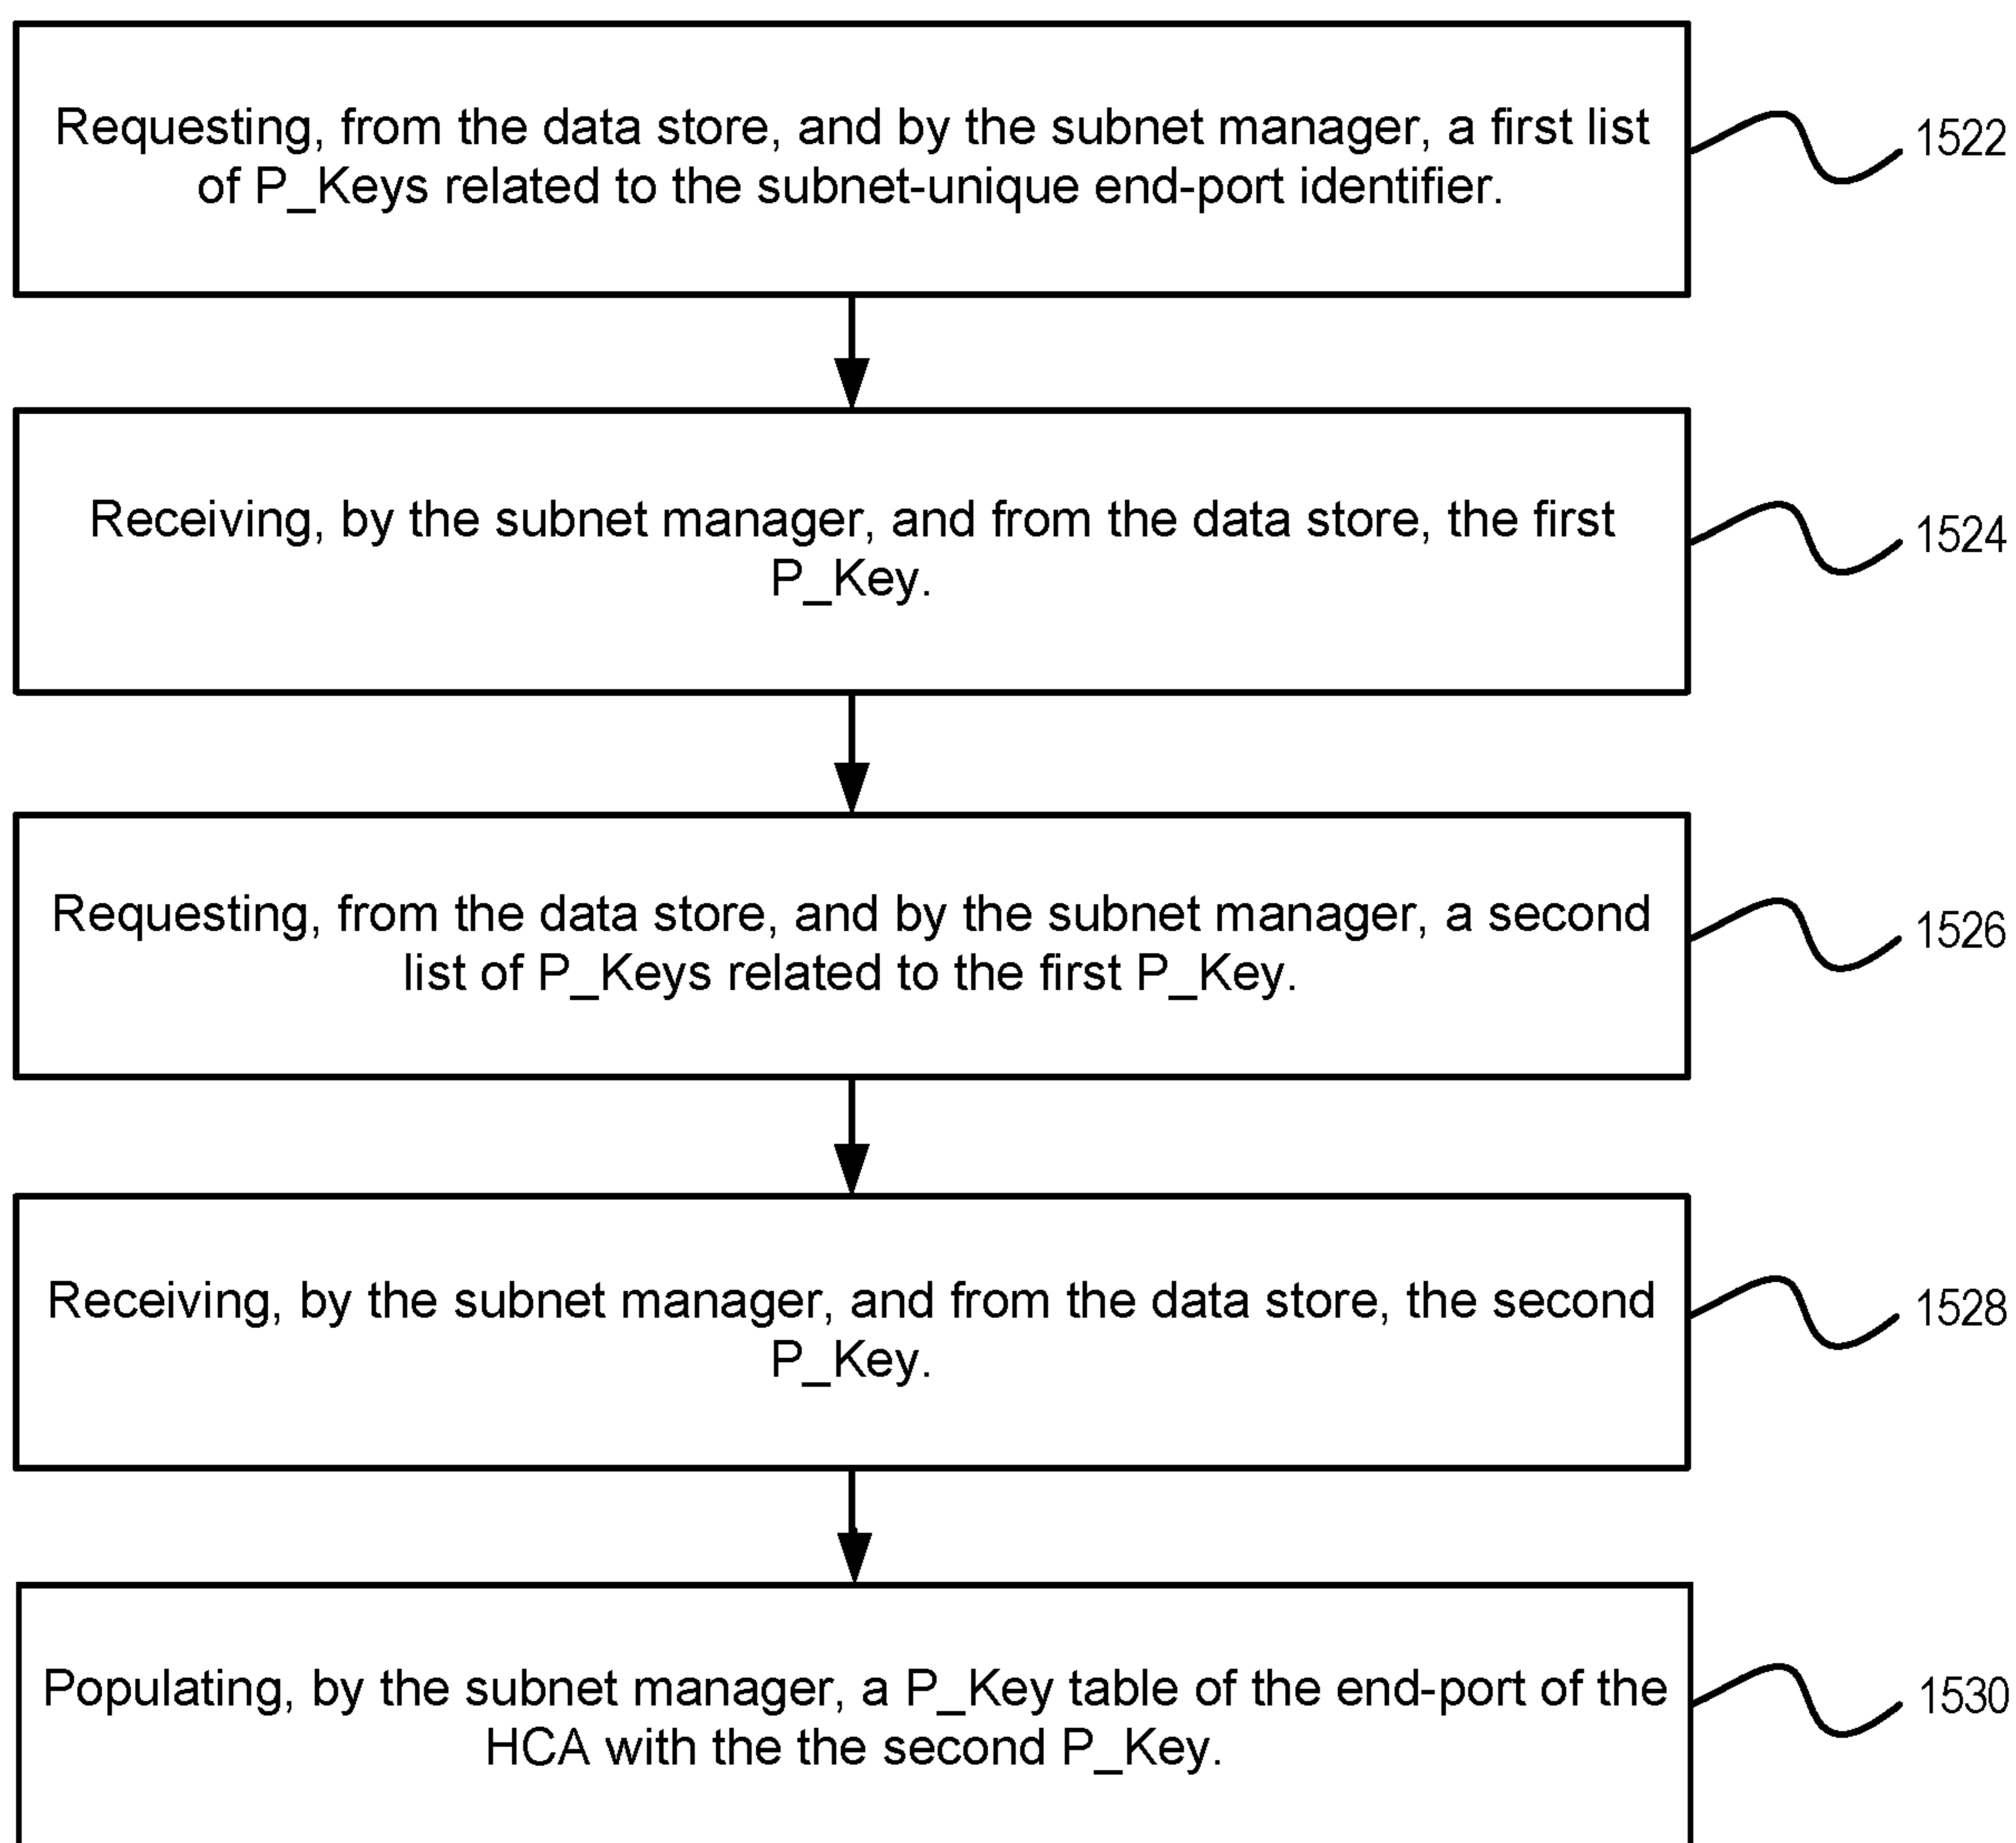 Requesting, from the data store, and by the subnet manager, a first list
of P_Keys related to the subnet-unique end-port identifier.
1522
Receiving, by the subnet manager, and from the data store, the first
P_Key.
1524
Requesting, from the data store, and by the subnet manager, a second
list of P_Keys related to the first P_Key.
1526
Receiving, by the subnet manager, and from the data store, the second
P_Key.
1528
Populating, by the subnet manager, a P_Key table of the end-port of the
HCA with the the second P_Key.
1530